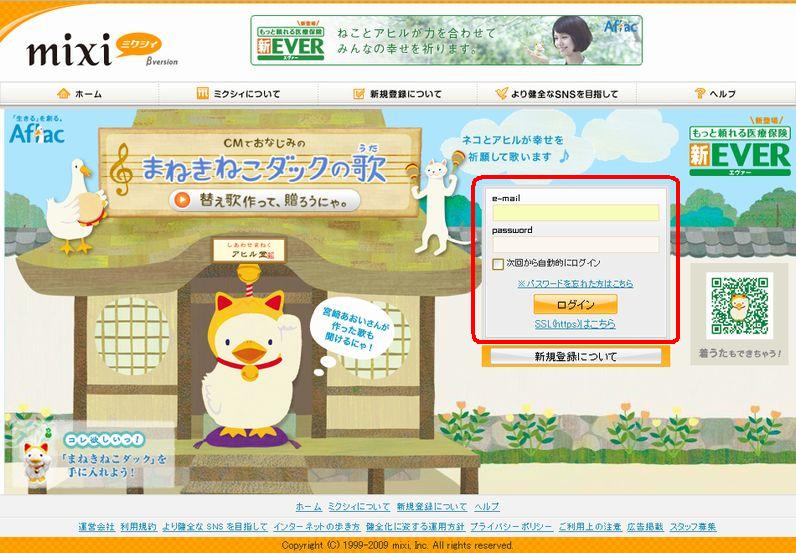 mixi ミクシィ
βversion
＼新登場／
もっと頼れる医療保険
新EVER
エヴァー
ねことアヒルが力を合わせて
みんなの幸せを祈ります。
Aflac
ホーム
ミクシィについて
新規登録について
より健全なSNSを目指して
ヘルプ
「生きる」を創る。
Aflac
CMでおなじみの
うた
まねきねこダックの歌
替え歌作って、贈ろうにゃ。
ネコとアヒルが幸せを
祈願して歌います♪
＼新登場／
もっと頼れる医療保険
新EVER
エヴァー
e-mail
password
次回から自動的にログイン
※パスワードを忘れた方はこちら
ログイン
SSL(https)はこちら
新規登録について
着うたもできちゃう!
しあわせまねく
アヒル堂
宮崎あおいさんが
作った歌も
聞けるにゃ!
コレ欲しいっ!
「まねきねこダック」を
手に入れよう!
ホーム ミクシィについて 新規登録について ヘルプ
運営会社 利用規約 より健全なSNSを目指して インターネットの歩き方 健全化に資する運用方針 プライバシーポリシー ご利用上の注意 広告掲載 スタッフ募集
Copyright (C) 1999-2009 mixi, Inc. All rights reserved.